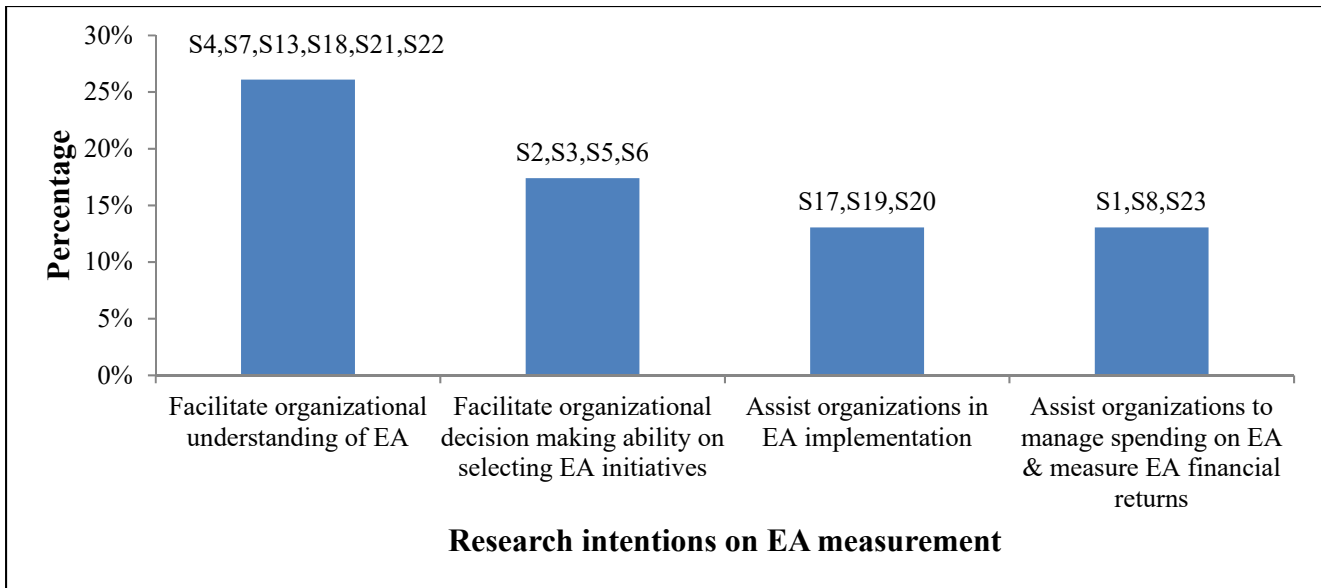 30%
25%
20%
15%
10%
5%
0%
Percentage
S4,S7,S13,S18,S21,S22
S2,S3,S5,S6
S17,S19,S20
S1,S8,S23
Facilitate organizational
understanding of EA
Facilitate organizational
decision making ability on
selecting EA initiatives
Assist organizations in
EA implementation
Assist organizations to
manage spending on EA
& measure EA financial
returns
Research intentions on EA measurement